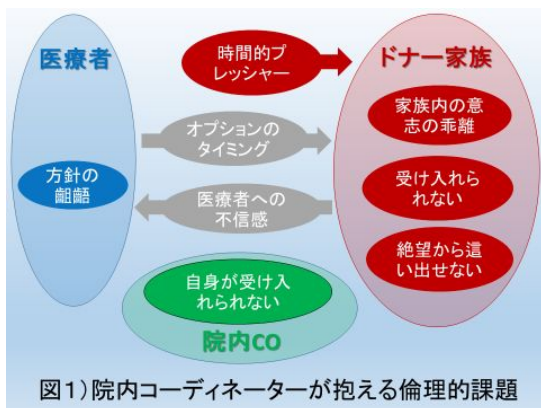 医療者
時間的プ
レッシャー
ドナー家族
家族内の意
志の乖離
オプションの
タイミング
方針の
齟齬
受け入れら
れない
医療者への
不信感
絶望から這
い出せない
自身が受け入
れられない
院内CO
図1)院内コーディネーターが抱える倫理的課題